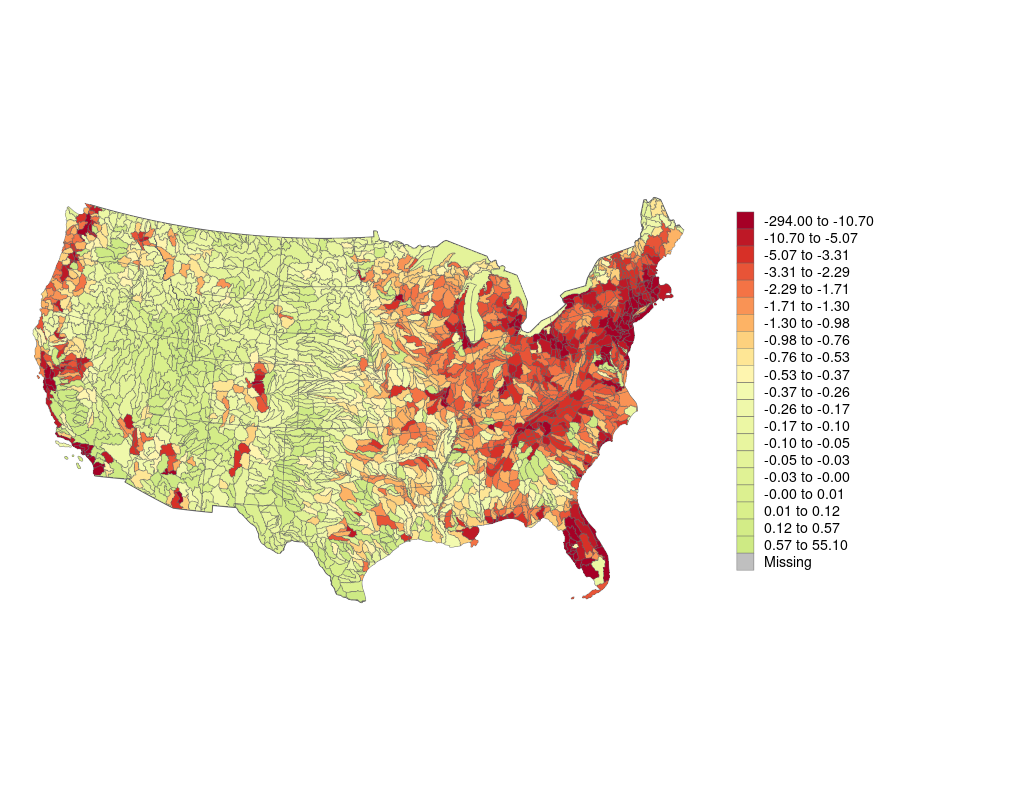 -294.00 to -10.70
-10.70 to -5.07
-5.07 to -3.31
-3.31 to -2.29
-2.29 to -1.71
-1.71 to -1.30
-1.30 to -0.98
-0.98 to -0.76
-0.76 to -0.53
-0.53 to -0.37
-0.37 to -0.26
-0.26 to -0.17
-0.17 to -0.10
-0.10 to -0.05
-0.05 to -0.03
-0.03 to -0.00
-0.00 to 0.01
0.01 to 0.12
0.12 to 0.57
0.57 to 55.10
Missing